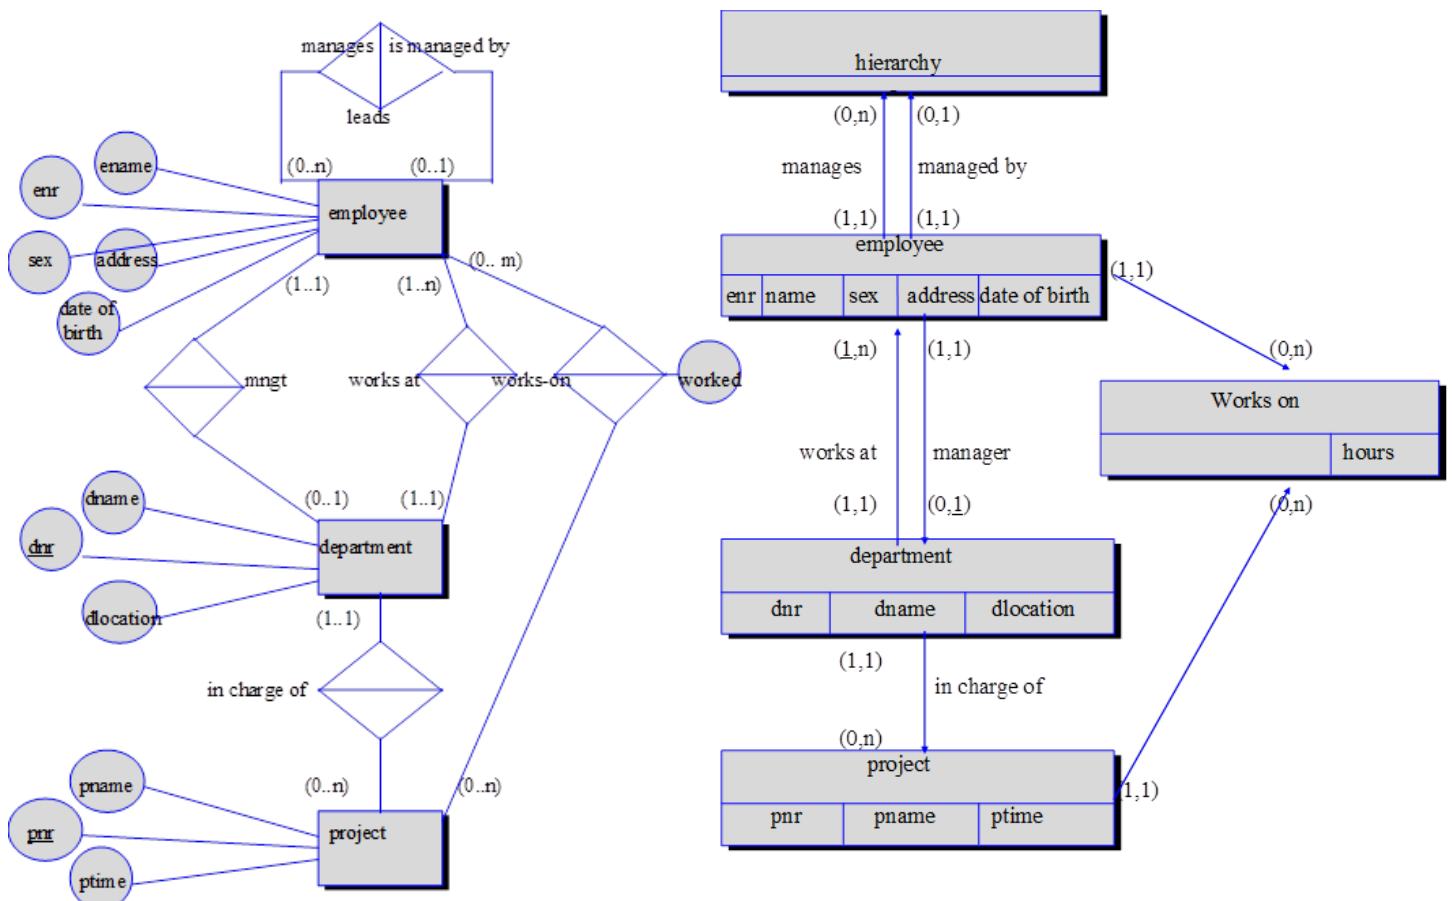 manages is managed by
leads
(0..n) (0..1)
ename
enr
employee
sex
address
date of
birth
(1..1) (1..n) (0.. m)
mngt works at works-on worked
(0..1) (1..1)
dname
dnr
department
dlocation
(1..1)
in charge of
(0..n) (0..n)
pname
pnr
project
ptime
hierarchy
(0,n) (0,1)
manages managed by
(1,1) (1,1)
employee
enr name sex address date of birth
(1,1)
(1,n) (1,1)
(0,n)
Works on
hours
works at manager
(1,1) (0,1)
(0,n)
department
dnr dname dlocation
(1,1)
in charge of
(0,n)
project
(1,1)
pnr pname ptime